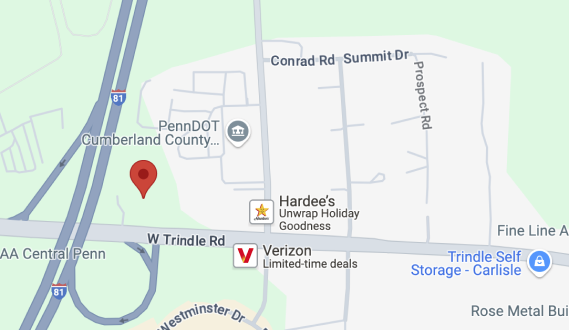 Conrad Rd
Summit Dr
Prospect Rd
81
PennDOT
Cumberland County...
Hardee's
Unwrap Holiday
Goodness
W Trindle Rd
Fine Line A
AA Central Penn
Verizon
Limited-time deals
Trindle Self
Storage - Carlisle
81
Westminster Dr
Rose Metal Bui